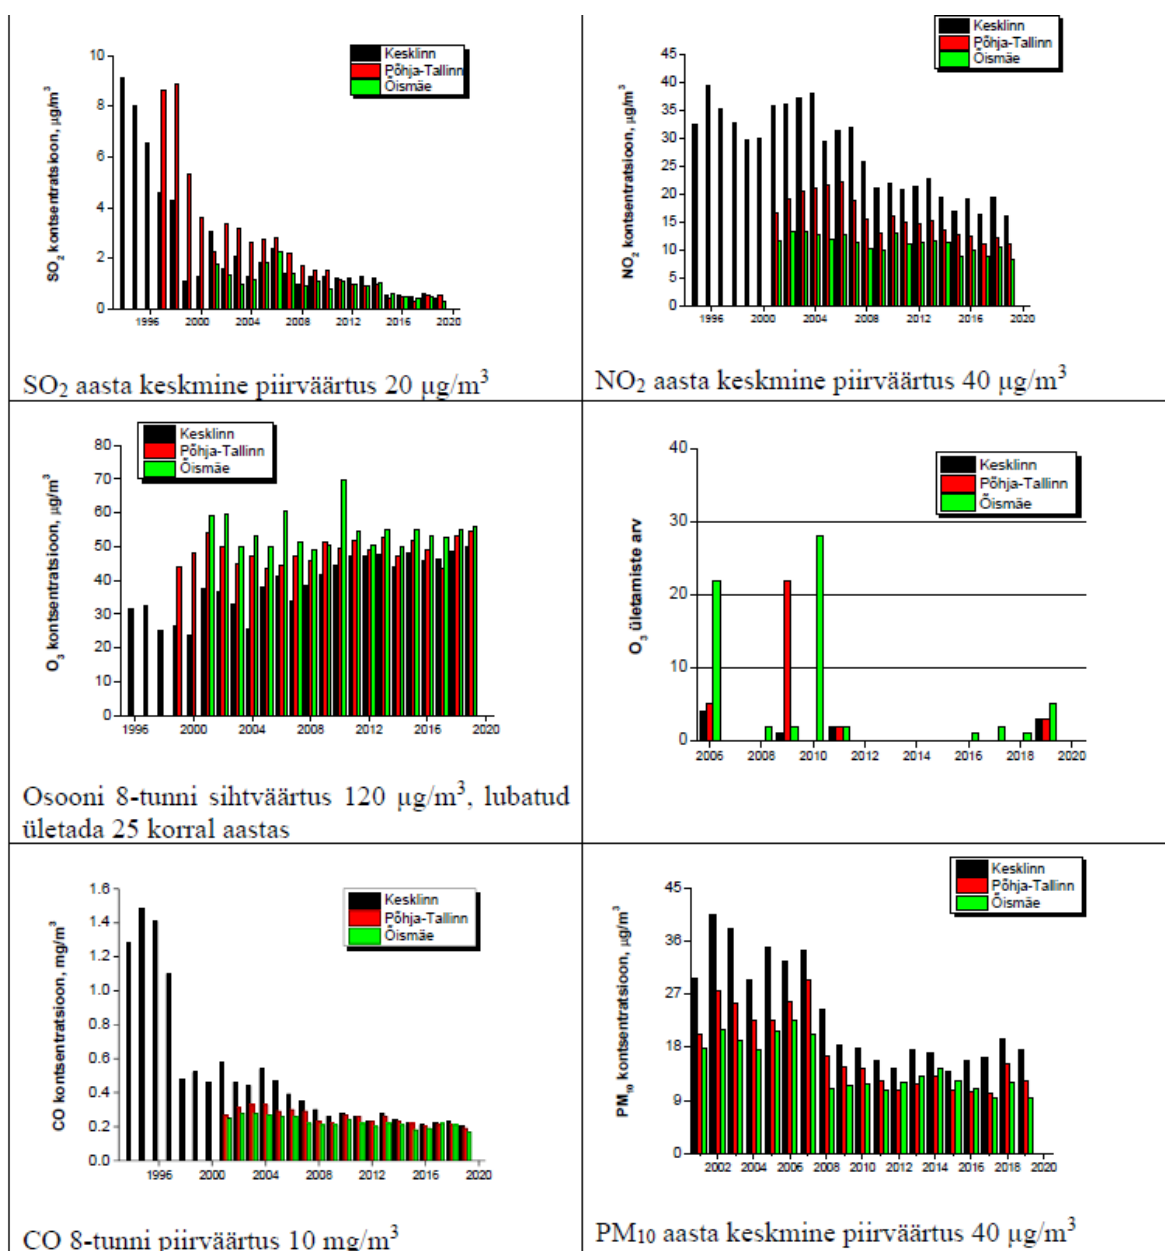 Kesklinn
Põhja-Tallinn
Õismäe
SO₂ kontsentratsioon, µg/m³
10
8
6
4
2
0
1996 2000 2004 2008 2012 2016 2020
SO₂ aasta keskmine piirväärtus 20 µg/m³
Kesklinn
Põhja-Tallinn
Õismäe
NO₂ kontsentratsioon, µg/m³
45
40
35
30
25
20
15
10
5
0
1996 2000 2004 2008 2012 2016 2020
NO₂ aasta keskmine piirväärtus 40 µg/m³
Kesklinn
Põhja-Tallinn
Õismäe
O₃ kontsentratsioon, µg/m³
80
70
60
50
40
30
20
10
0
1996 2000 2004 2008 2012 2016 2020
Osooni 8-tunni sihtväärtus 120 µg/m³, lubatud
ületada 25 korral aastas
Kesklinn
Põhja-Tallinn
Õismäe
O₃ ületamiste arv
40
30
20
10
0
2006 2008 2010 2012 2014 2016 2018 2020
Kesklinn
Põhja-Tallinn
Õismäe
CO kontsentratsioon, mg/m³
1.6
1.4
1.2
1.0
0.8
0.6
0.4
0.2
0.0
1996 2000 2004 2008 2012 2016 2020
CO 8-tunni piirväärtus 10 mg/m³
Kesklinn
Põhja-Tallinn
Õismäe
PM₁₀ kontsentratsioon, µg/m³
45
36
27
18
9
0
2002 2004 2006 2008 2010 2012 2014 2016 2018 2020
PM₁₀ aasta keskmine piirväärtus 40 µg/m³